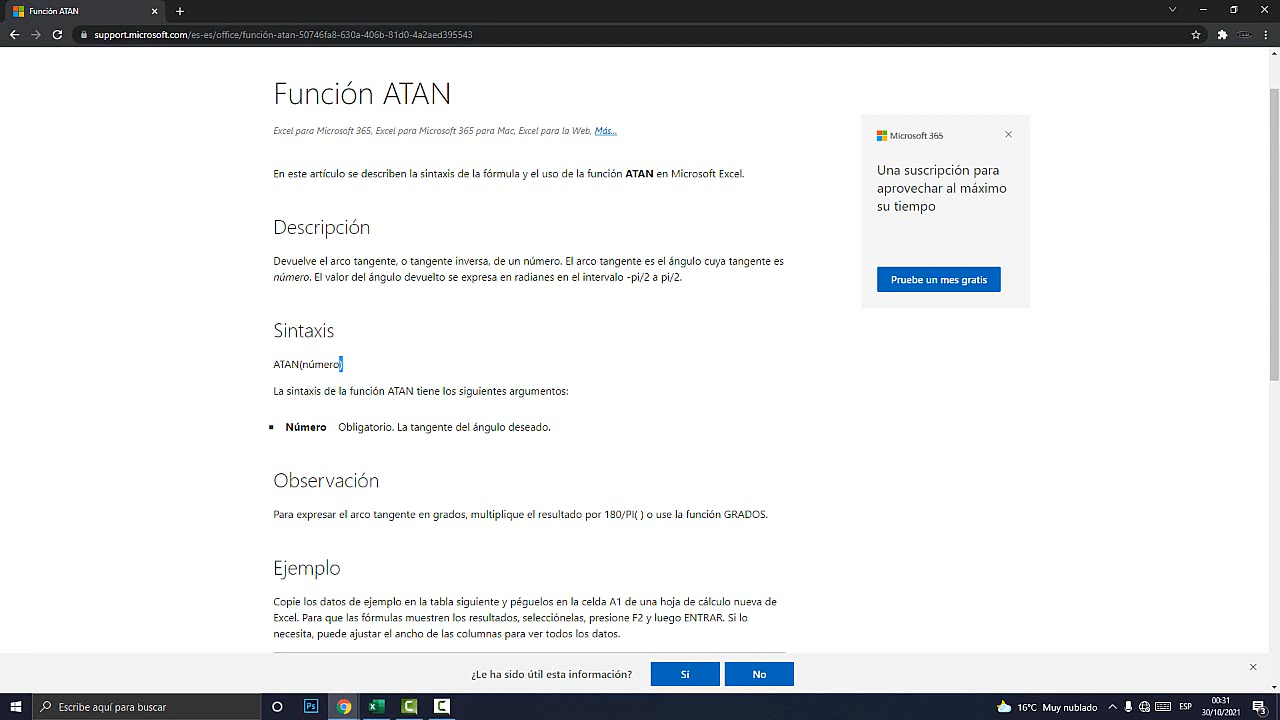 Función ATAN
support.microsoft.com/es-es/office/función-atan-50746fa8-630a-406b-81d0-4a2aed395543
Función ATAN
Excel para Microsoft 365, Excel para Microsoft 365 para Mac, Excel para la Web, Más...
En este artículo se describen la sintaxis de la fórmula y el uso de la función ATAN en Microsoft Excel.
Descripción
Devuelve el arco tangente, o tangente inversa, de un número. El arco tangente es el ángulo cuya tangente es
número. El valor del ángulo devuelto se expresa en radianes en el intervalo -pi/2 a pi/2.
Sintaxis
ATAN(número)
La sintaxis de la función ATAN tiene los siguientes argumentos:
Número Obligatorio. La tangente del ángulo deseado.
Observación
Para expresar el arco tangente en grados, multiplique el resultado por 180/PI( ) o use la función GRADOS.
Ejemplo
Copie los datos de ejemplo en la tabla siguiente y péguelos en la celda A1 de una hoja de cálculo nueva de
Excel. Para que las fórmulas muestren los resultados, selecciónelas, presione F2 y luego ENTRAR. Si lo
necesita, puede ajustar el ancho de las columnas para ver todos los datos.
Microsoft 365
Una suscripción para
aprovechar al máximo
su tiempo
Pruebe un mes gratis
¿Le ha sido útil esta información?
Sí
No
Escribe aquí para buscar
Ps
16°C Muy nublado
ESP
00:31
30/10/2021